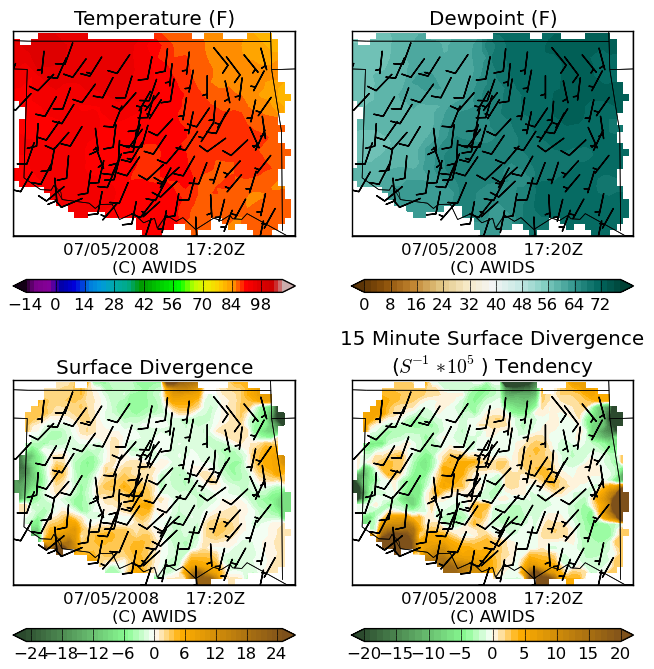 Temperature (F)
Dewpoint (F)
07/05/2008 17:20Z
(C) AWIDS
07/05/2008 17:20Z
(C) AWIDS
−14 0 14 28 42 56 70 84 98
0 8 16 24 32 40 48 56 64 72
Surface Divergence
15 Minute Surface Divergence
(S⁻¹ *10⁵ ) Tendency
07/05/2008 17:20Z
(C) AWIDS
07/05/2008 17:20Z
(C) AWIDS
−24 −18 −12 −6 0 6 12 18 24
−20 −15 −10 −5 0 5 10 15 20